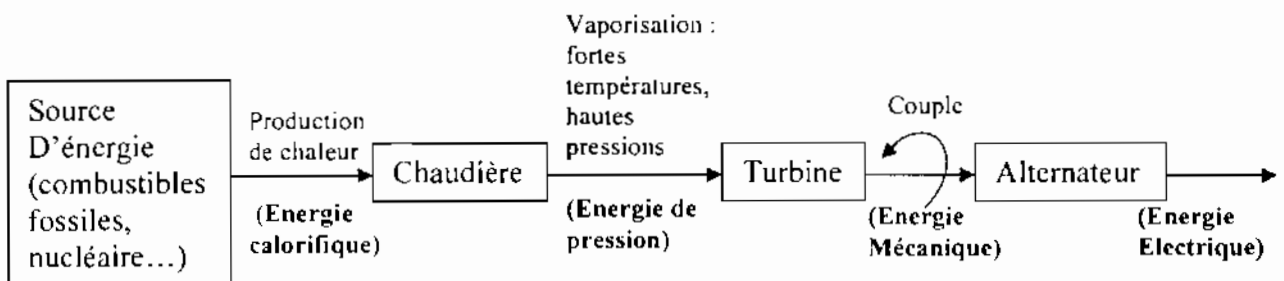 Source
D'énergie
(combustibles
fossiles,
nucléaire...)
Production
de chaleur
(Energie
calorifique)
Chaudière
Vaporisation :
fortes
températures,
hautes
pressions
(Energie de
pression)
Turbine
Couple
(Energie
Mécanique)
Alternateur
(Energie
Electrique)